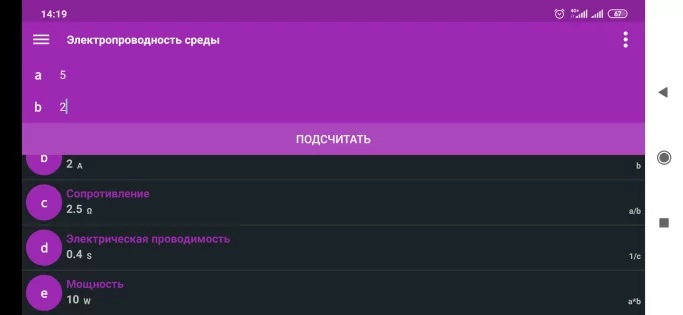 14:19
4G+
67
Электропроводность среды
a 5
b 2
ПОДСЧИТАТЬ
b 2 A b
Сопротивление
c 2.5 Ω a/b
Электрическая проводимость
d 0.4 S 1/c
Мощность
e 10 W a*b